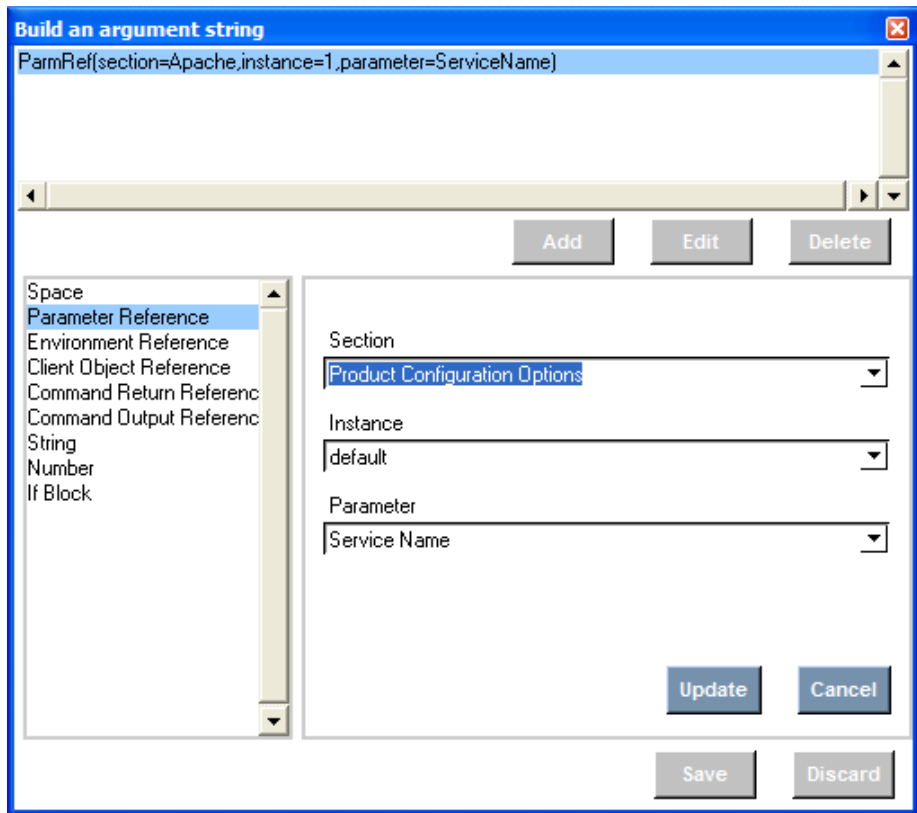 Build an argument string
ParmRef(section=Apache,instance=1,parameter=ServiceName)
Add Edit Delete
Space
Parameter Reference
Environment Reference
Client Object Reference
Command Return Referenc
Command Output Referenc
String
Number
If Block
Section
Product Configuration Options
Instance
default
Parameter
Service Name
Update Cancel
Save Discard